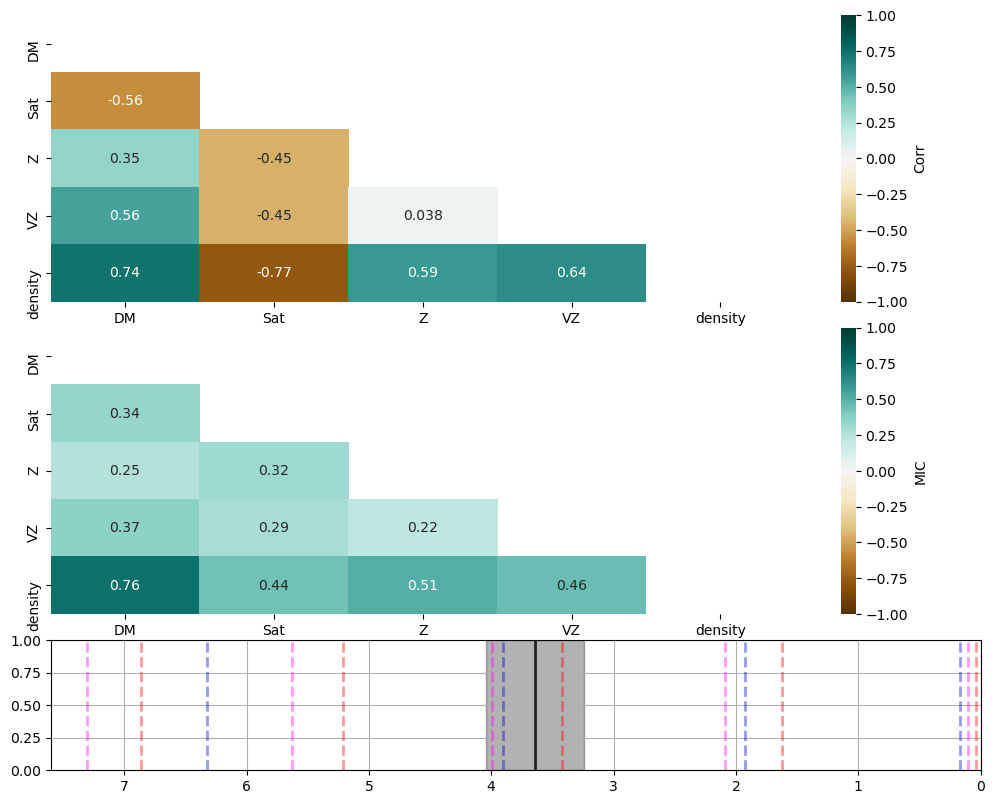 1.00
DM
0.75
Sat
-0.56
0.50
0.25
Z
0.35
-0.45
0.00
Corr
−0.25
VZ
0.56
-0.45
0.038
−0.50
density
0.74
-0.77
0.59
0.64
−0.75
−1.00
DM
Sat
Z
VZ
density
1.00
DM
0.75
Sat
0.34
0.50
0.25
Z
0.25
0.32
0.00
MIC
−0.25
VZ
0.37
0.29
0.22
−0.50
density
0.76
0.44
0.51
0.46
−0.75
−1.00
DM
Sat
Z
VZ
density
1.00
0.75
0.50
0.25
0.00
7
6
5
4
3
2
1
0